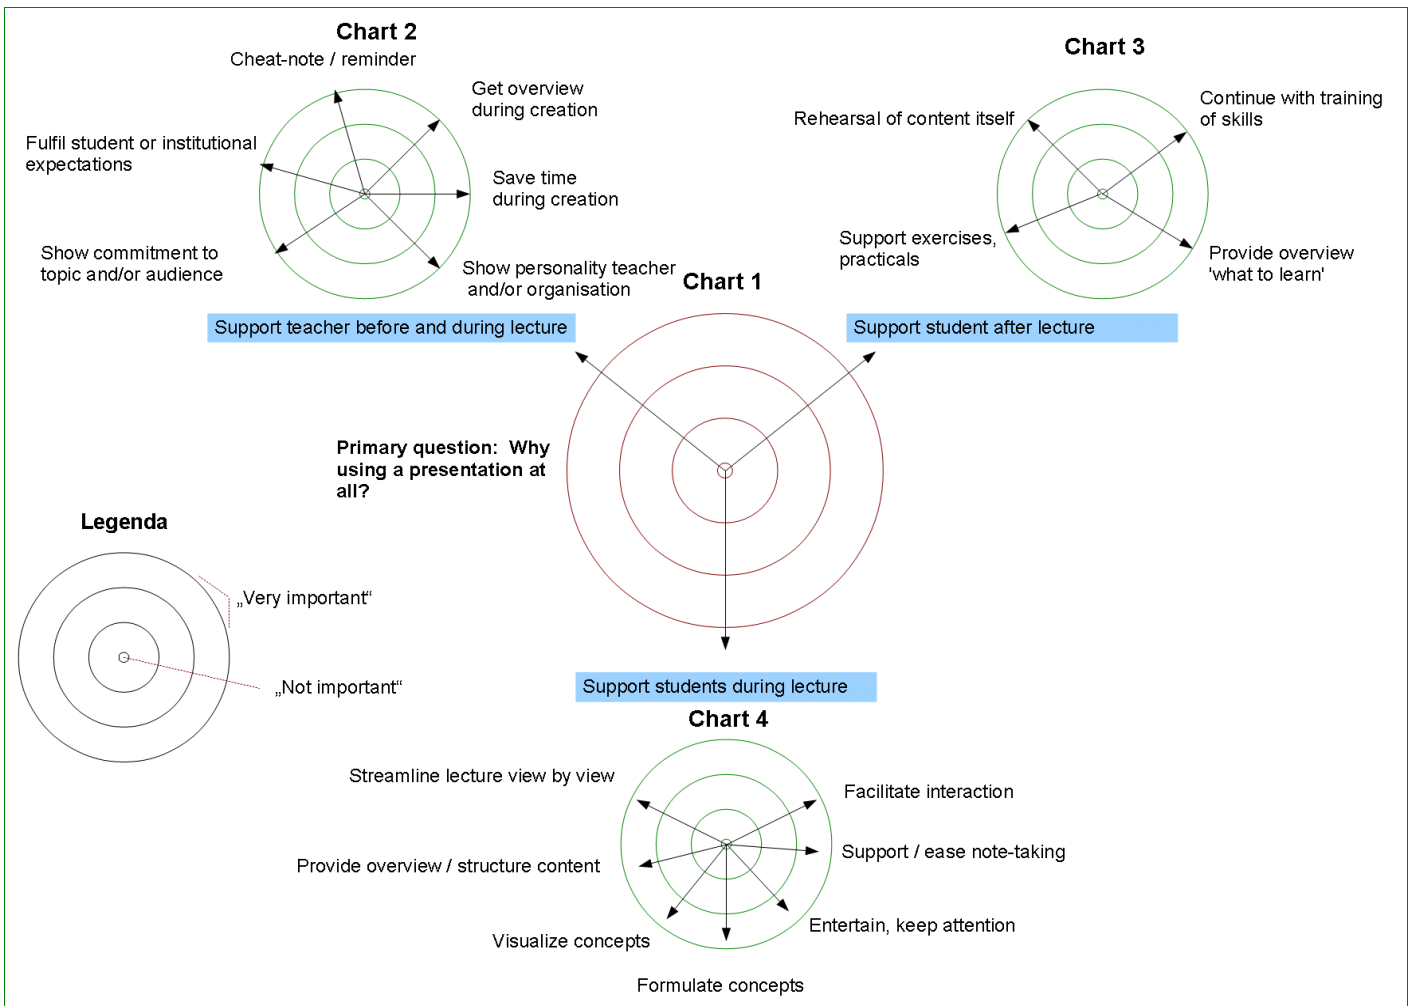 Chart 2
Cheat-note / reminder
Get overview
during creation
Fulfil student or institutional
expectations
Save time
during creation
Show commitment to
topic and/or audience
Show personality teacher
and/or organisation
Support teacher before and during lecture
Chart 3
Rehearsal of content itself
Continue with training
of skills
Support exercises,
practicals
Provide overview
'what to learn'
Support student after lecture
Chart 1
Primary question:  Why
using a presentation at
all?
Legenda
„Very important“
„Not important“
Support students during lecture
Chart 4
Streamline lecture view by view
Facilitate interaction
Support / ease note-taking
Provide overview / structure content
Entertain, keep attention
Visualize concepts
Formulate concepts